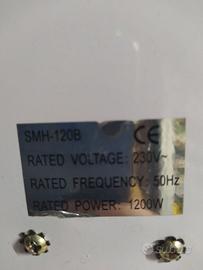 SMH-120B CE
RATED VOLTAGE: 230V~
RATED FREQUENCY: 50Hz
RATED POWER: 1200W